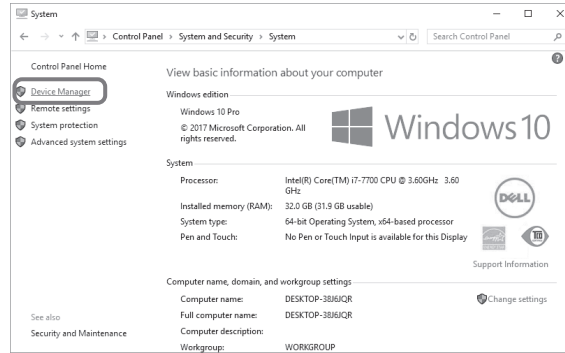 System
Control Panel > System and Security > System
Search Control Panel
Control Panel Home
Device Manager
Remote settings
System protection
Advanced system settings
See also
Security and Maintenance
View basic information about your computer
Windows edition
Windows 10 Pro
© 2017 Microsoft Corporation. All
rights reserved.
Windows 10
System
Processor: Intel(R) Core(TM) i7-7700 CPU @ 3.60GHz 3.60
GHz
Installed memory (RAM): 32.0 GB (31.9 GB usable)
System type: 64-bit Operating System, x64-based processor
Pen and Touch: No Pen or Touch Input is available for this Display
DELL
TCO
Support Information
Computer name, domain, and workgroup settings
Computer name: DESKTOP-38J6JQR
Change settings
Full computer name: DESKTOP-38J6JQR
Computer description:
Workgroup: WORKGROUP